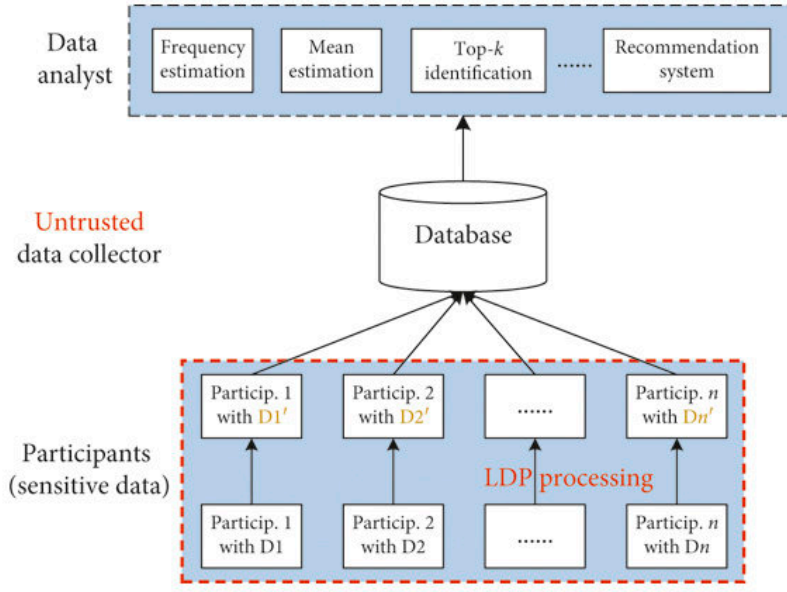 Data
analyst
Frequency
estimation
Mean
estimation
Top-k
identification
......
Recommendation
system
Untrusted
data collector
Database
Participants
(sensitive data)
Particip. 1
with D1′
Particip. 2
with D2′
......
Particip. n
with Dn′
LDP processing
Particip. 1
with D1
Particip. 2
with D2
......
Particip. n
with Dn